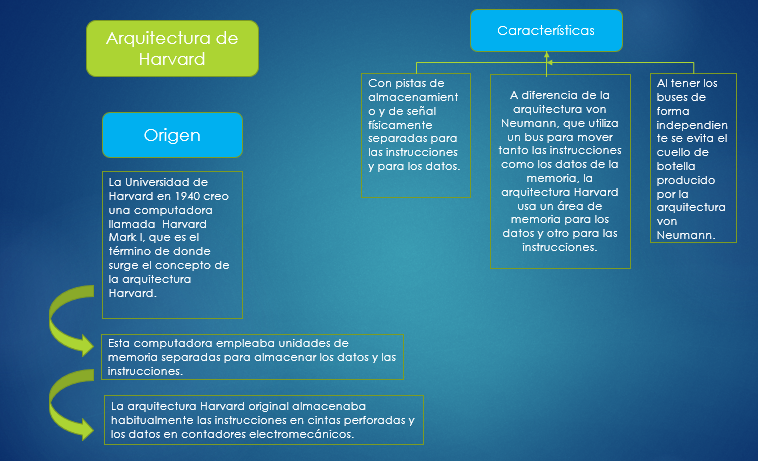 Arquitectura de
Harvard
Origen
La Universidad de
Harvard en 1940 creo
una computadora
llamada Harvard
Mark I, que es el
término de donde
surge el concepto de
la arquitectura
Harvard.
Esta computadora empleaba unidades de
memoria separadas para almacenar los datos y las
instrucciones.
La arquitectura Harvard original almacenaba
habitualmente las instrucciones en cintas perforadas y
los datos en contadores electromecánicos.
Características
Con pistas de
almacenamient
o y de señal
físicamente
separadas para
las instrucciones
y para los datos.
A diferencia de la
arquitectura von
Neumann, que utiliza
un bus para mover
tanto las instrucciones
como los datos de la
memoria, la
arquitectura Harvard
usa un área de
memoria para los
datos y otro para las
instrucciones.
Al tener los
buses de
forma
independien
te se evita el
cuello de
botella
producido
por la
arquitectura
von
Neumann.